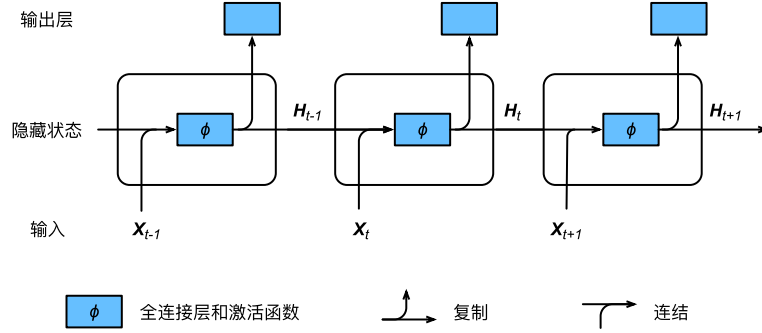 输出层
隐藏状态 ϕ H_{t-1} ϕ H_t ϕ H_{t+1}
输入 X_{t-1} X_t X_{t+1}
ϕ 全连接层和激活函数 复制 连结